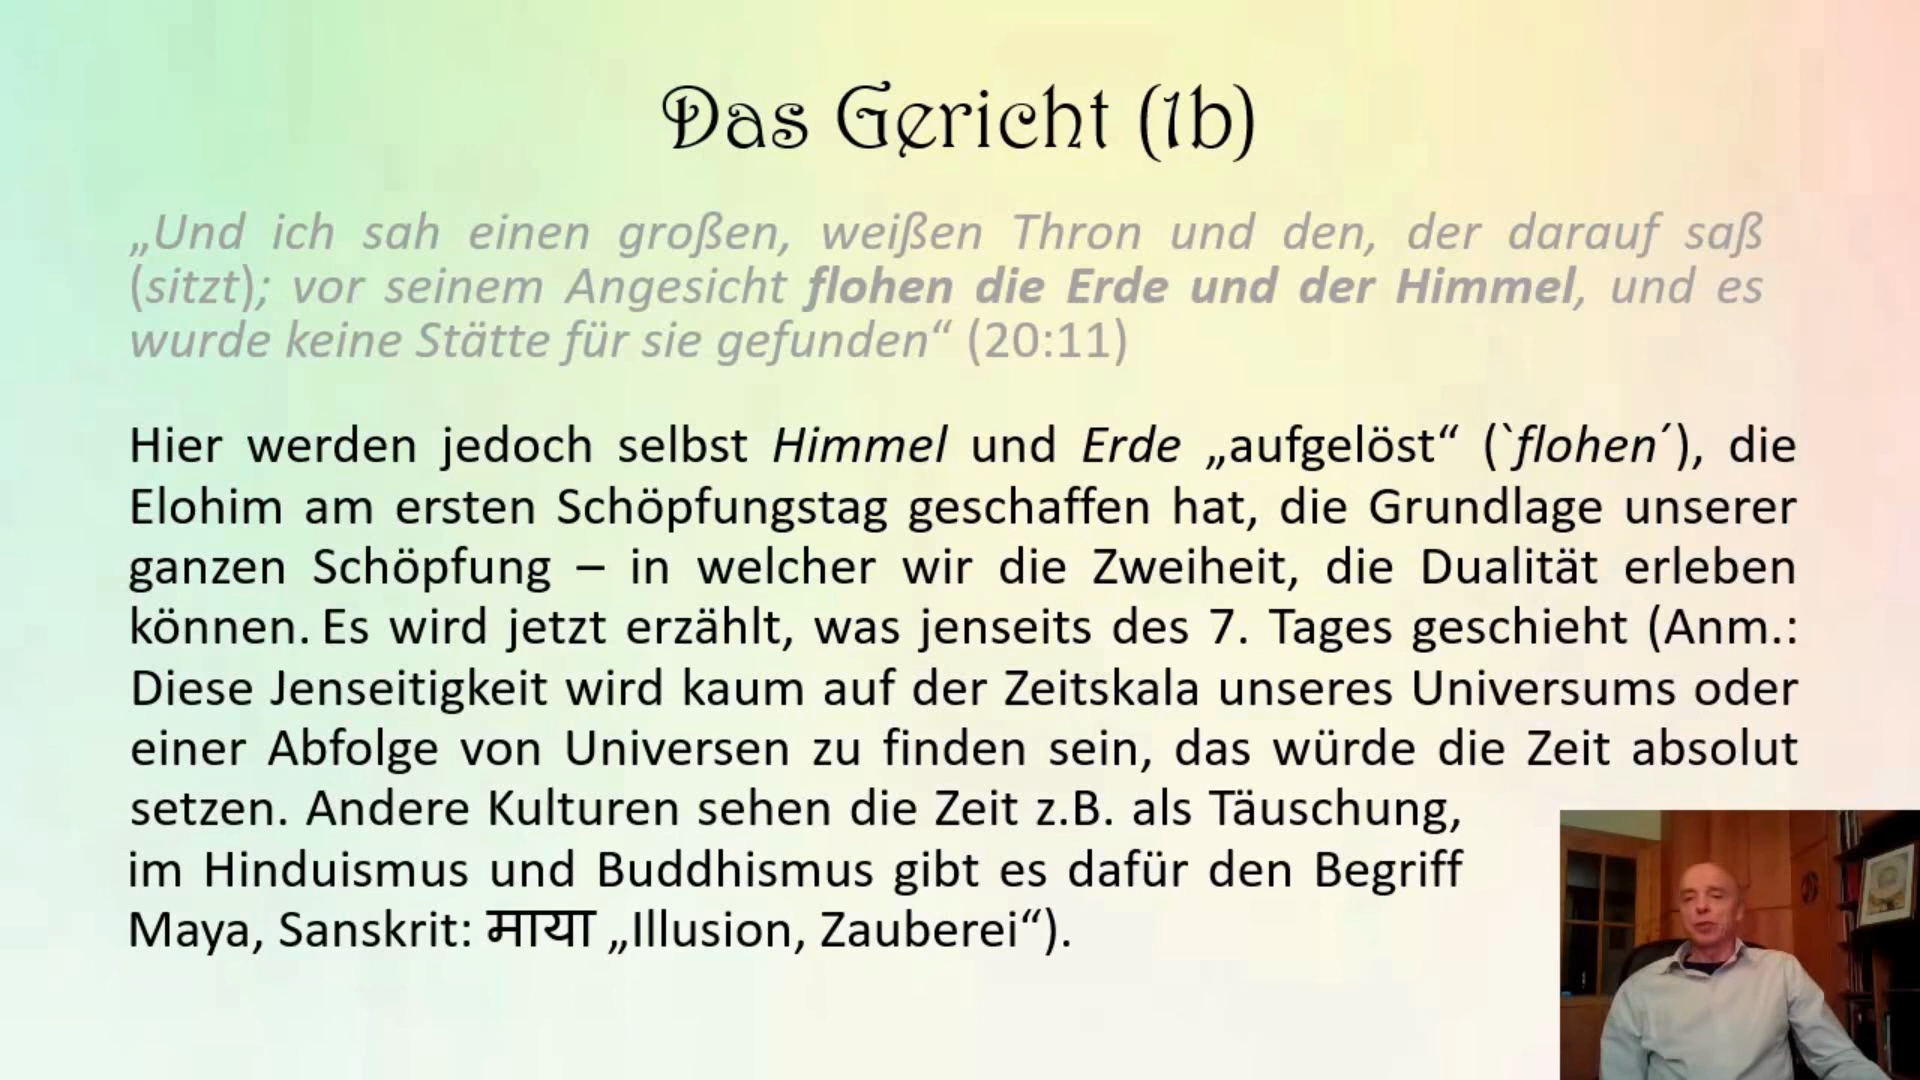 Das Gericht (1b)
„Und ich sah einen großen, weißen Thron und den, der darauf saß
(sitzt); vor seinem Angesicht flohen die Erde und der Himmel, und es
wurde keine Stätte für sie gefunden“ (20:11)
Hier werden jedoch selbst Himmel und Erde „aufgelöst“ (`flohen´), die
Elohim am ersten Schöpfungstag geschaffen hat, die Grundlage unserer
ganzen Schöpfung – in welcher wir die Zweiheit, die Dualität erleben
können. Es wird jetzt erzählt, was jenseits des 7. Tages geschieht (Anm.:
Diese Jenseitigkeit wird kaum auf der Zeitskala unseres Universums oder
einer Abfolge von Universen zu finden sein, das würde die Zeit absolut
setzen. Andere Kulturen sehen die Zeit z.B. als Täuschung,
im Hinduismus und Buddhismus gibt es dafür den Begriff
Maya, Sanskrit: माया „Illusion, Zauberei“).